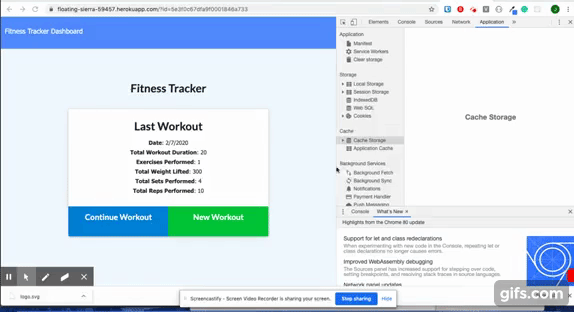 floating-sierra-59457.herokuapp.com/?id=5e3f0c67dfa9f0001846e733
Fitness Tracker Dashboard
Fitness Tracker
Last Workout
Date: 2/7/2020
Total Workout Duration: 20
Exercises Performed: 1
Total Weight Lifted: 300
Total Sets Performed: 4
Total Reps Performed: 10
Continue Workout
New Workout
Elements Console Sources Network Application
Application
Manifest
Service Workers
Clear storage
Storage
Local Storage
Session Storage
IndexedDB
Web SQL
Cookies
Cache
Cache Storage
Application Cache
Background Services
Background Fetch
Background Sync
Notifications
Payment Handler
Push Messaging
Cache Storage
Console What's New ×
Highlights from the Chrome 80 update
Support for let and class redeclarations
When experimenting with new code in the Console, repeating let or
class declarations no longer causes errors.
Improved WebAssembly debugging
The Sources panel has increased support for stepping over code,
setting breakpoints, and resolving stack traces in source languages.
Network panel updates
logo.svg
Screencastify - Screen Video Recorder is sharing your screen.
Stop sharing
Hide
gifs.com